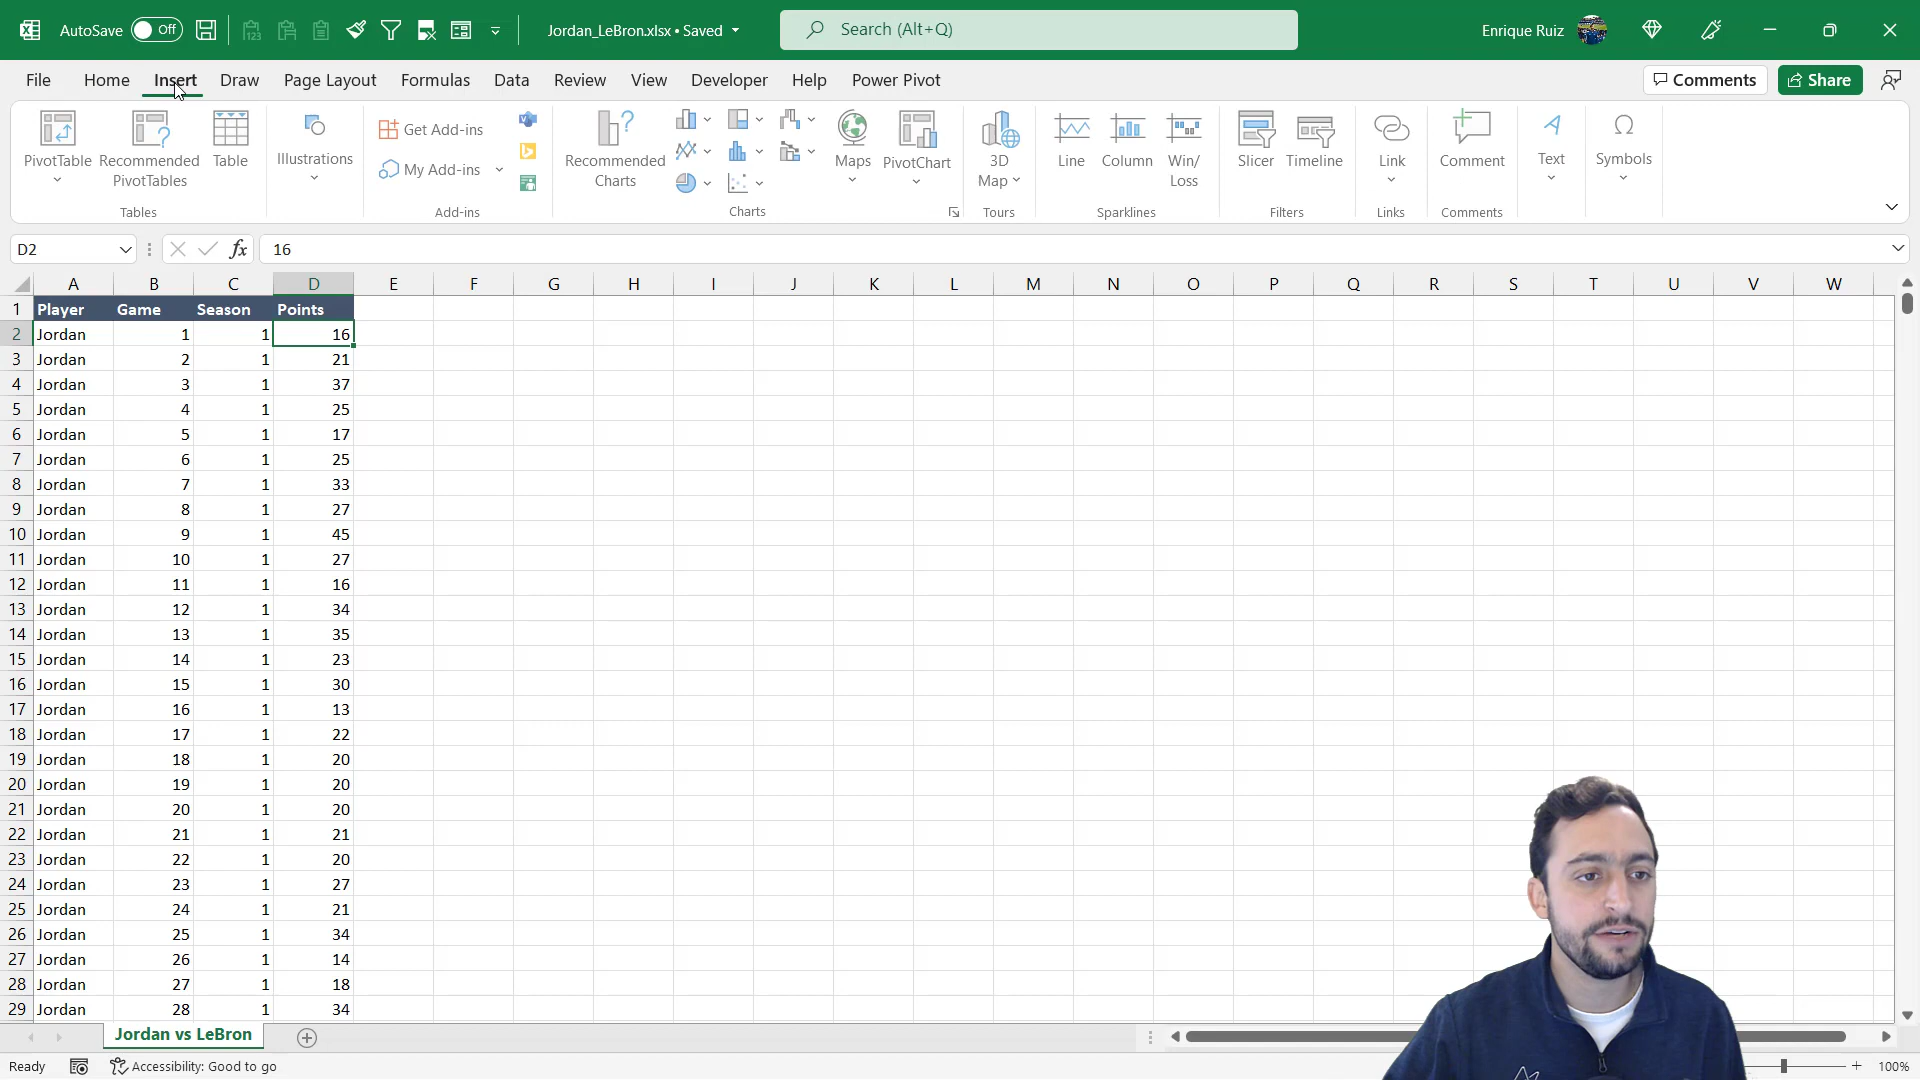 AutoSave Off Jordan_LeBron.xlsx • Saved Search (Alt+Q) Enrique Ruiz
File Home Insert Draw Page Layout Formulas Data Review View Developer Help Power Pivot Comments Share
PivotTable Recommended PivotTables Table
Tables
Illustrations
Get Add-ins
My Add-ins
Add-ins
Recommended Charts
Maps PivotChart
Charts
3D Map
Tours
Line Column Win/Loss
Sparklines
Slicer Timeline
Filters
Link
Links
Comment
Comments
Text
Symbols
D2 fx 16
A B C D E F G H I J K L M N O P Q R S T U V W
1 Player Game Season Points
2 Jordan 1 1 16
3 Jordan 2 1 21
4 Jordan 3 1 37
5 Jordan 4 1 25
6 Jordan 5 1 17
7 Jordan 6 1 25
8 Jordan 7 1 33
9 Jordan 8 1 27
10 Jordan 9 1 45
11 Jordan 10 1 27
12 Jordan 11 1 16
13 Jordan 12 1 34
14 Jordan 13 1 35
15 Jordan 14 1 23
16 Jordan 15 1 30
17 Jordan 16 1 13
18 Jordan 17 1 22
19 Jordan 18 1 20
20 Jordan 19 1 20
21 Jordan 20 1 20
22 Jordan 21 1 21
23 Jordan 22 1 20
24 Jordan 23 1 27
25 Jordan 24 1 21
26 Jordan 25 1 34
27 Jordan 26 1 14
28 Jordan 27 1 18
29 Jordan 28 1 34
Jordan vs LeBron
Ready Accessibility: Good to go 100%